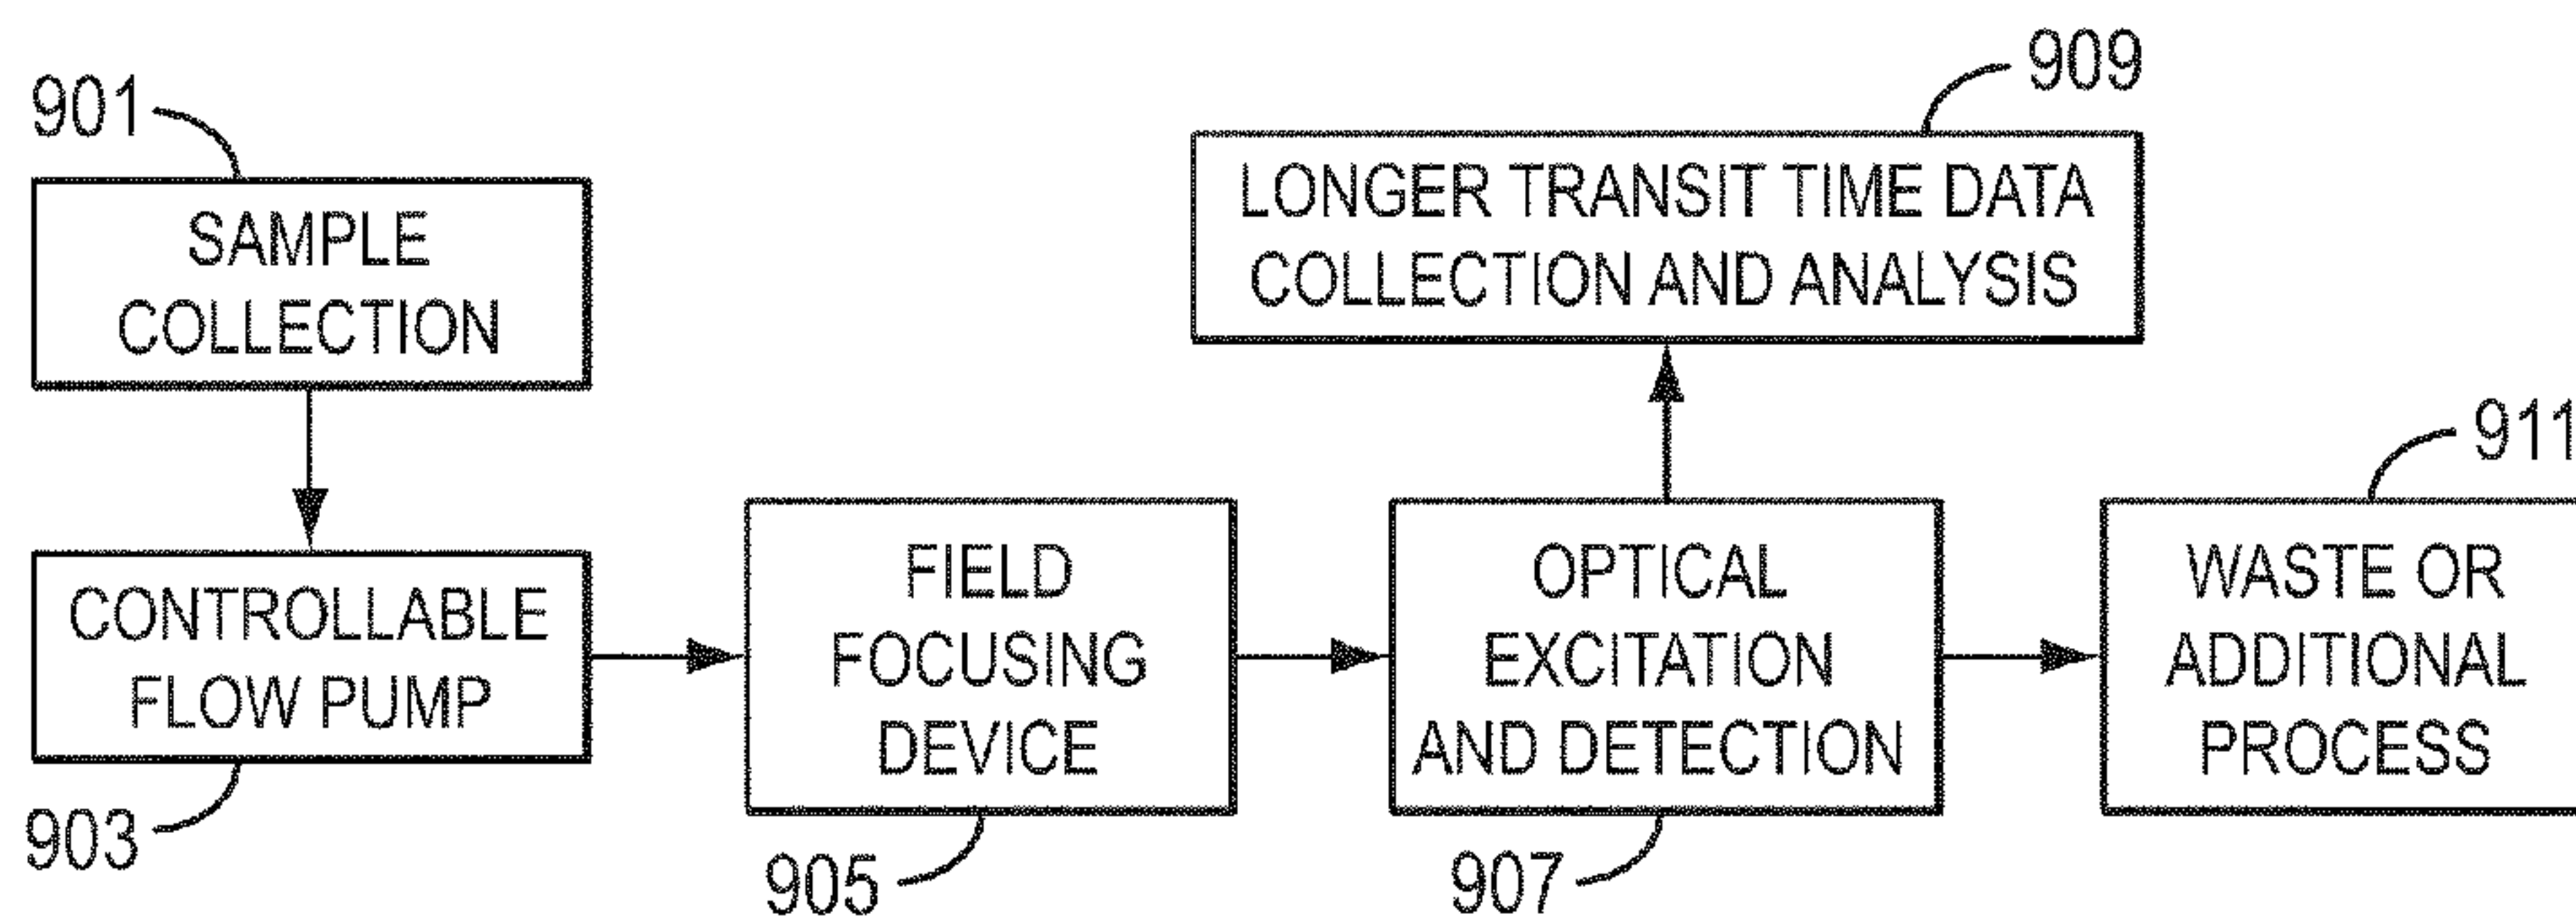 901
SAMPLE
COLLECTION
909
LONGER TRANSIT TIME DATA
COLLECTION AND ANALYSIS
CONTROLLABLE
FLOW PUMP
903
FIELD
FOCUSING
DEVICE
905
OPTICAL
EXCITATION
AND DETECTION
907
911
WASTE OR
ADDITIONAL
PROCESS